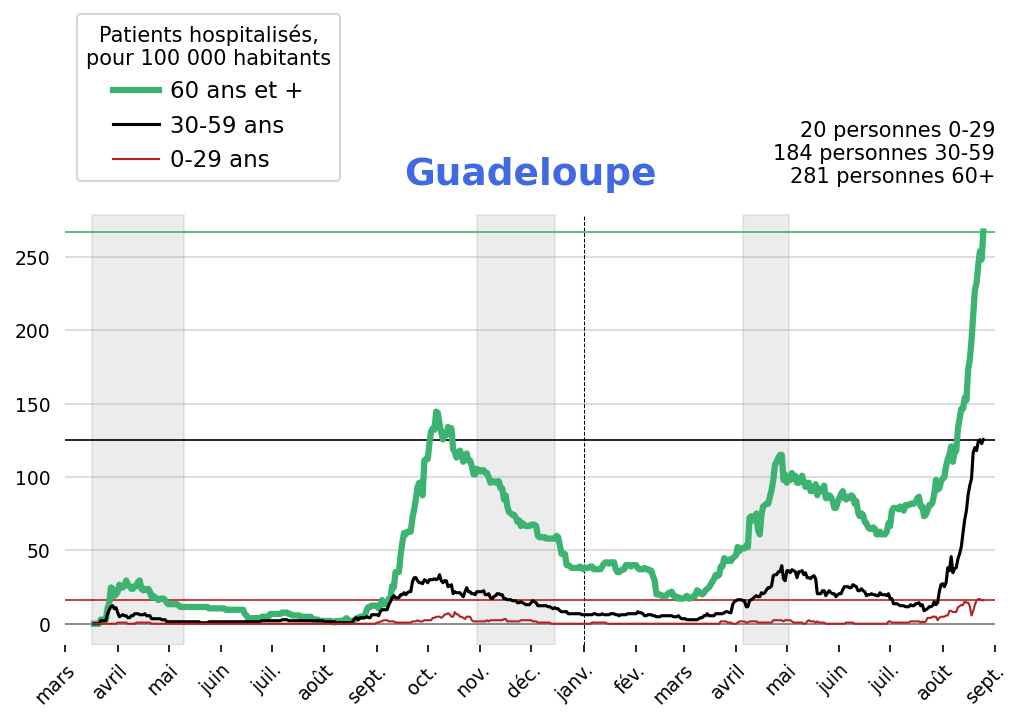 Patients hospitalisés,
pour 100 000 habitants
60 ans et +
30-59 ans
0-29 ans
Guadeloupe
20 personnes 0-29
184 personnes 30-59
281 personnes 60+
250
200
150
100
50
0
mars
avril
mai
juin
juil.
août
sept.
oct.
nov.
déc.
janv.
fév.
mars
avril
mai
juin
juil.
août
sept.